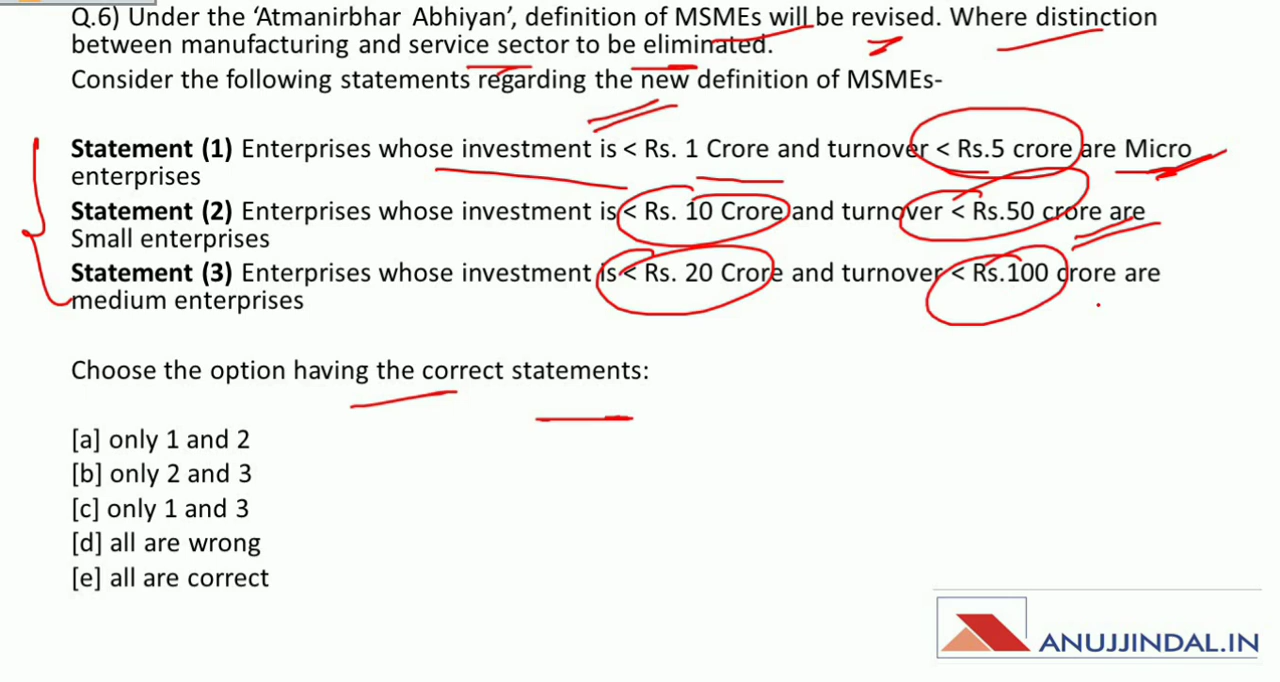 Q.6) Under the ‘Atmanirbhar Abhiyan’, definition of MSMEs will be revised. Where distinction
between manufacturing and service sector to be eliminated.
Consider the following statements regarding the new definition of MSMEs-
Statement (1) Enterprises whose investment is < Rs. 1 Crore and turnover < Rs.5 crore are Micro
enterprises
Statement (2) Enterprises whose investment is < Rs. 10 Crore and turnover < Rs.50 crore are
Small enterprises
Statement (3) Enterprises whose investment is < Rs. 20 Crore and turnover < Rs.100 crore are
medium enterprises
Choose the option having the correct statements:
[a] only 1 and 2
[b] only 2 and 3
[c] only 1 and 3
[d] all are wrong
[e] all are correct
ANUJJINDAL.IN